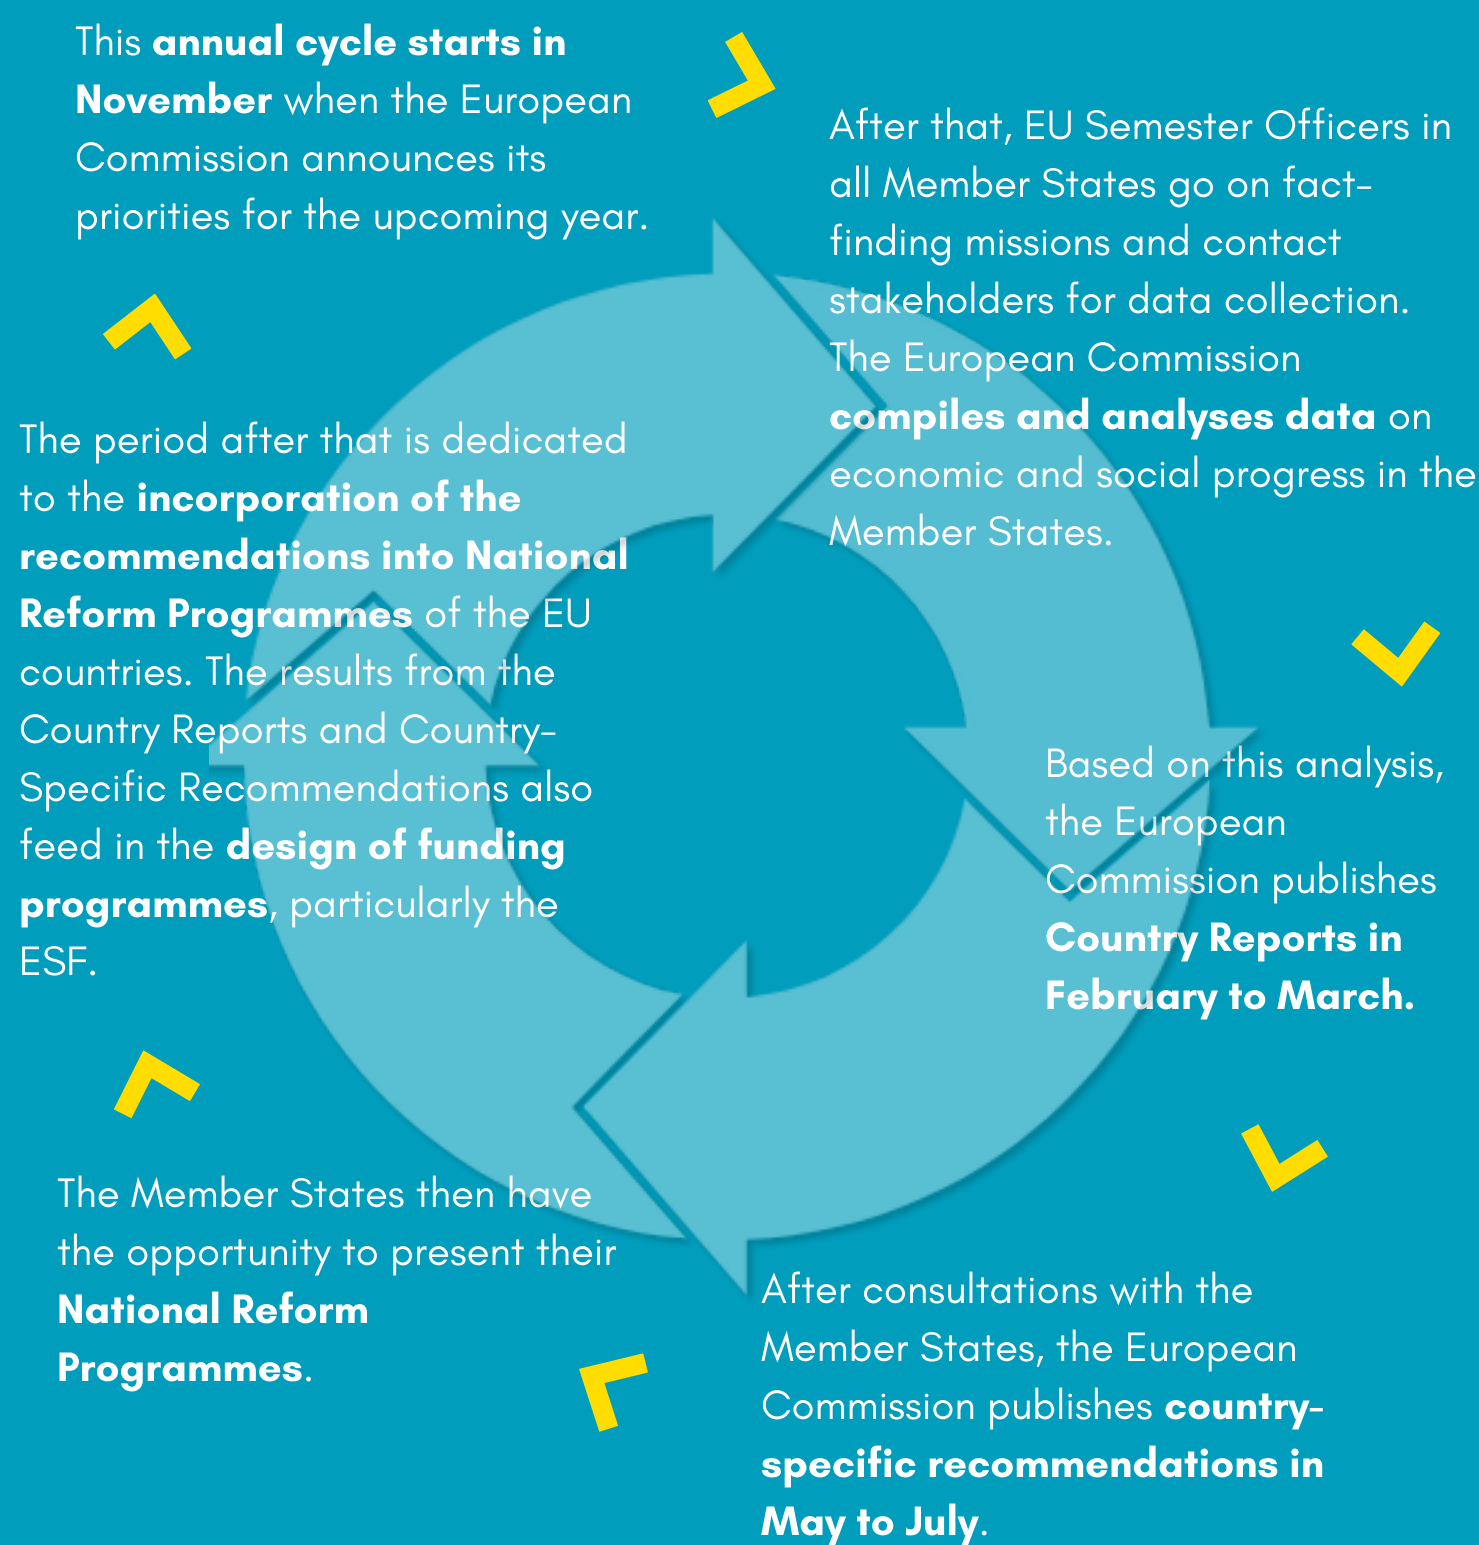 This annual cycle starts in
November when the European
Commission announces its
priorities for the upcoming year.
After that, EU Semester Officers in
all Member States go on fact-
finding missions and contact
stakeholders for data collection.
The European Commission
compiles and analyses data on
economic and social progress in the
Member States.
Based on this analysis,
the European
Commission publishes
Country Reports in
February to March.
After consultations with the
Member States, the European
Commission publishes country-
specific recommendations in
May to July.
The Member States then have
the opportunity to present their
National Reform
Programmes.
The period after that is dedicated
to the incorporation of the
recommendations into National
Reform Programmes of the EU
countries. The results from the
Country Reports and Country-
Specific Recommendations also
feed in the design of funding
programmes, particularly the
ESF.